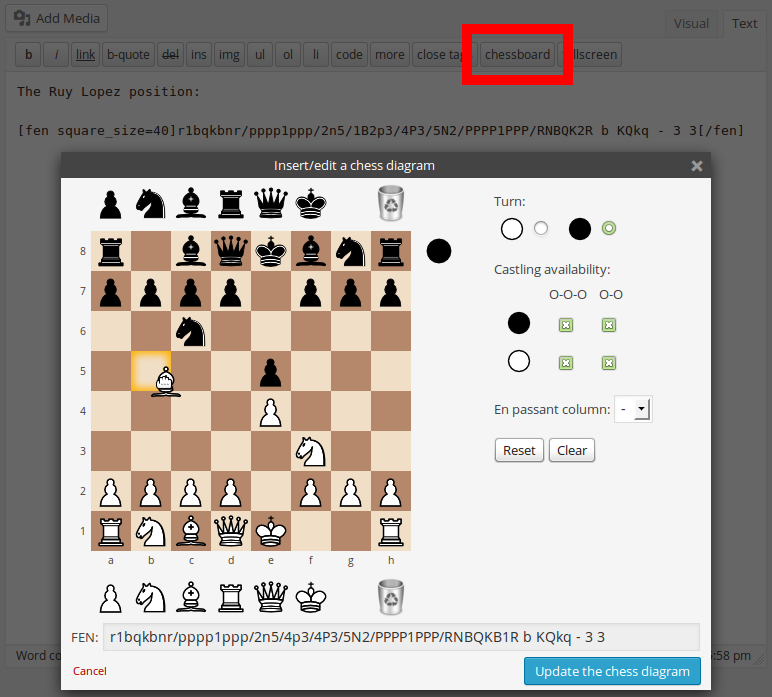 Add Media
Visual Text
b i link b-quote del ins img ul ol li code more close tag chessboard fullscreen
The Ruy Lopez position:
[fen square_size=40]r1bqkbnr/pppp1ppp/2n5/1B2p3/4P3/5N2/PPPP1PPP/RNBQK2R b KQkq - 3 3[/fen]
Insert/edit a chess diagram
Turn:
8
Castling availability:
7
O-O-O O-O
6
5
4
En passant column: -
3
Reset Clear
2
1
a b c d e f g h
FEN: r1bqkbnr/pppp1ppp/2n5/4p3/4P3/5N2/PPPP1PPP/RNBQKB1R b KQkq - 3 3
Word co :58 pm
Cancel Update the chess diagram